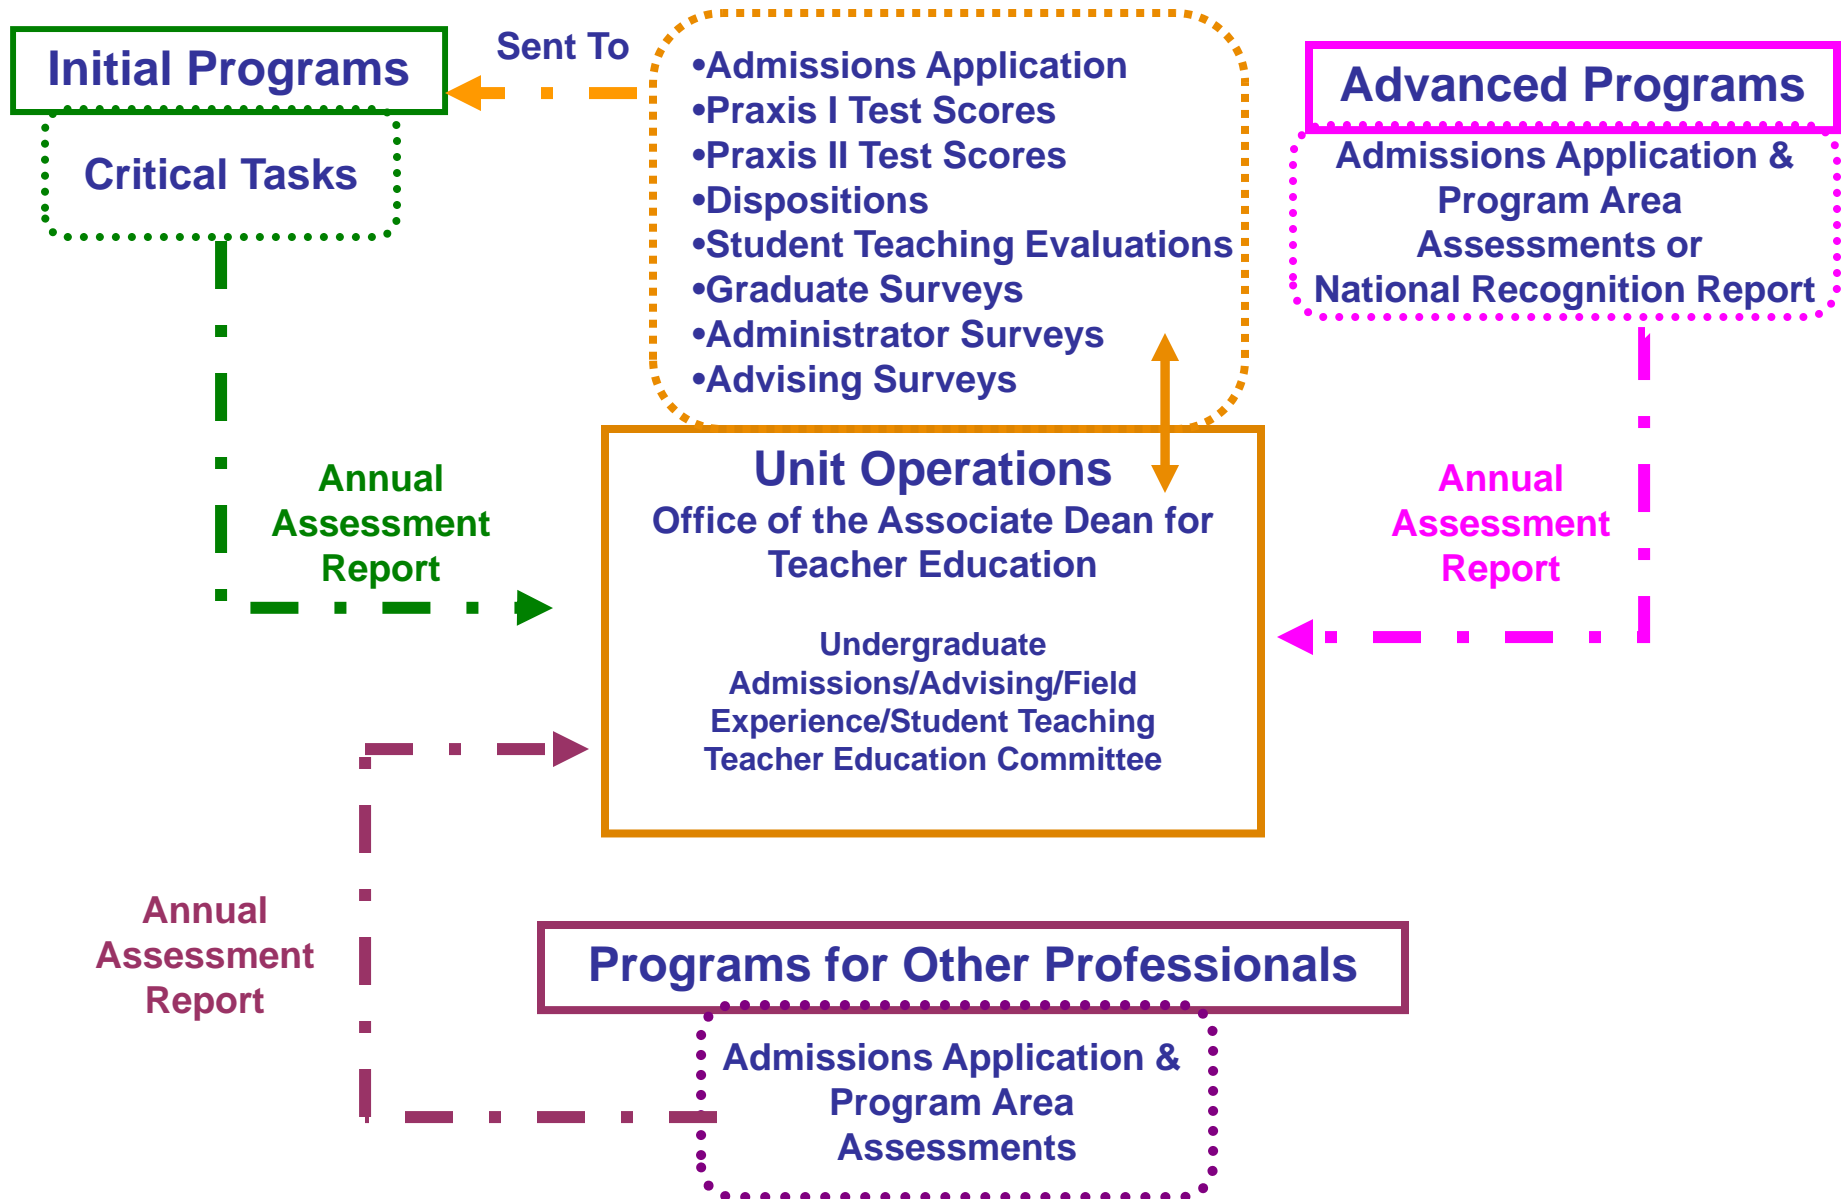 Initial Programs
Critical Tasks
Sent To
•Admissions Application
•Praxis I Test Scores
•Praxis II Test Scores
•Dispositions
•Student Teaching Evaluations
•Graduate Surveys
•Administrator Surveys
•Advising Surveys
Advanced Programs
Admissions Application &
Program Area
Assessments or
National Recognition Report
Annual
Assessment
Report
Unit Operations
Office of the Associate Dean for
Teacher Education
Undergraduate
Admissions/Advising/Field
Experience/Student Teaching
Teacher Education Committee
Annual
Assessment
Report
Annual
Assessment
Report
Programs for Other Professionals
Admissions Application &
Program Area
Assessments